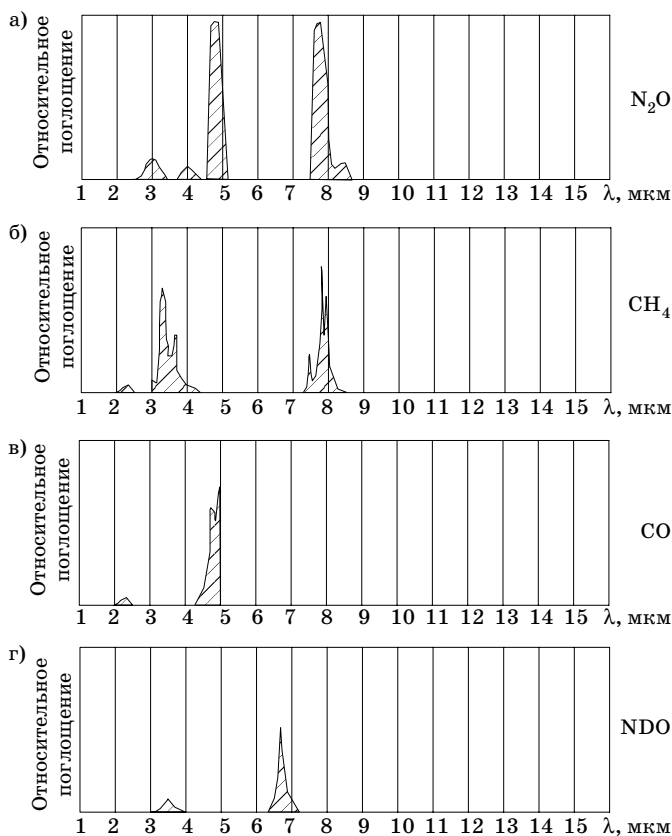 а)
Относительное
поглощение
N₂O
1 2 3 4 5 6 7 8 9 10 11 12 13 14 15 λ, мкм
б)
Относительное
поглощение
CH₄
1 2 3 4 5 6 7 8 9 10 11 12 13 14 15 λ, мкм
в)
Относительное
поглощение
CO
1 2 3 4 5 6 7 8 9 10 11 12 13 14 15 λ, мкм
г)
Относительное
поглощение
NDO
1 2 3 4 5 6 7 8 9 10 11 12 13 14 15 λ, мкм